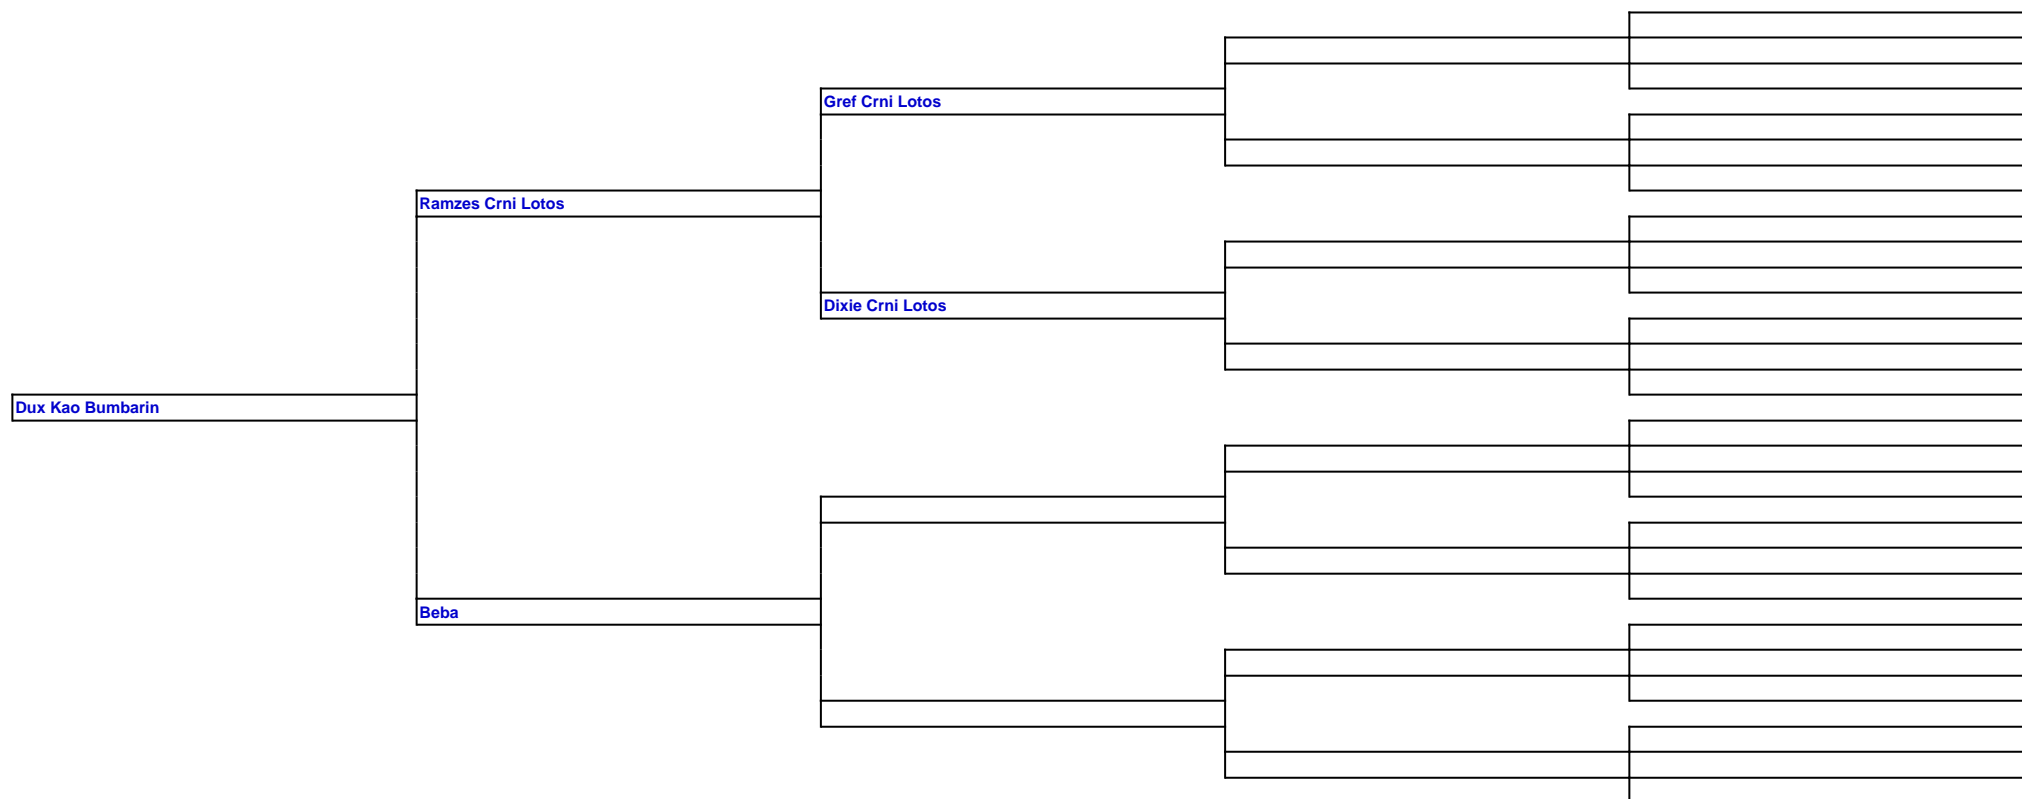 Gref Crni Lotos
Ramzes Crni Lotos
Dixie Crni Lotos
Dux Kao Bumbarin
Beba